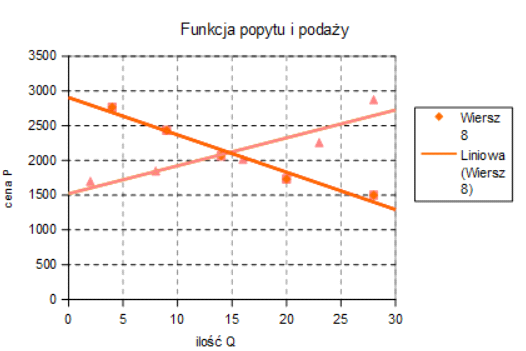 Funkcja popytu i podaży
3500
3000
2500
2000
1500
1000
500
0
cena P
0 5 10 15 20 25 30
ilość Q
Wiersz
8
Liniowa
(Wiersz
8)